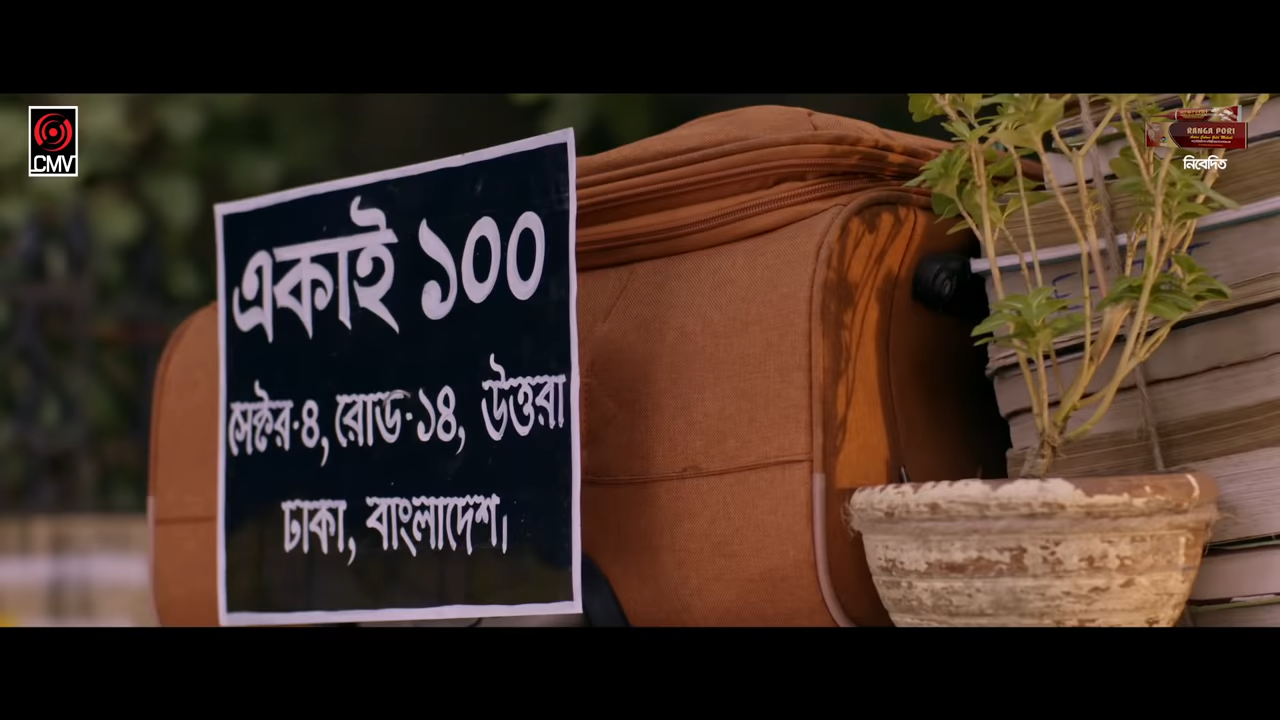 CMV
RANGA PORI
নিবেদিত
একাই ১০০
সেক্টর-৪, রোড-১৪, উত্তরা
ঢাকা, বাংলাদেশ।